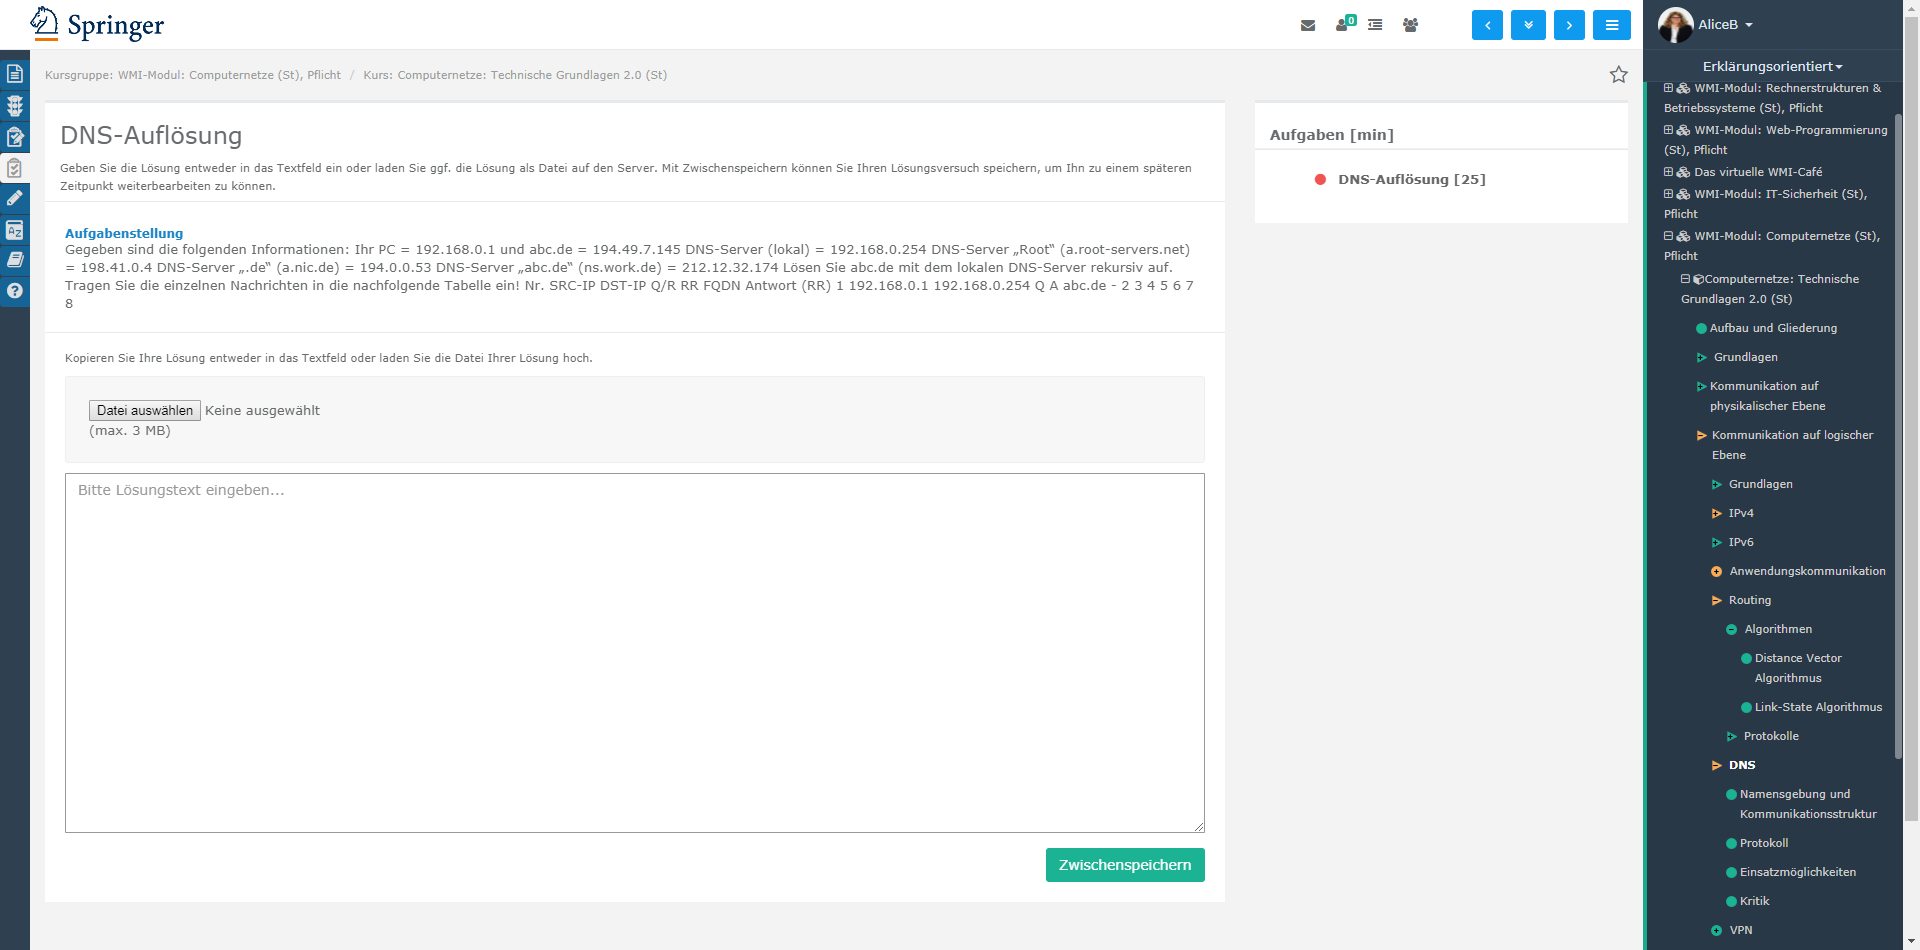 Springer
0
AliceB
Erklärungsorientiert
Kursgruppe: WMI-Modul: Computernetze (St), Pflicht / Kurs: Computernetze: Technische Grundlagen 2.0 (St)
DNS-Auflösung
Geben Sie die Lösung entweder in das Textfeld ein oder laden Sie ggf. die Lösung als Datei auf den Server. Mit Zwischenspeichern können Sie Ihren Lösungsversuch speichern, um Ihn zu einem späteren
Zeitpunkt weiterbearbeiten zu können.
Aufgabenstellung
Gegeben sind die folgenden Informationen: Ihr PC = 192.168.0.1 und abc.de = 194.49.7.145 DNS-Server (lokal) = 192.168.0.254 DNS-Server „Root“ (a.root-servers.net)
= 198.41.0.4 DNS-Server „.de“ (a.nic.de) = 194.0.0.53 DNS-Server „abc.de“ (ns.work.de) = 212.12.32.174 Lösen Sie abc.de mit dem lokalen DNS-Server rekursiv auf.
Tragen Sie die einzelnen Nachrichten in die nachfolgende Tabelle ein! Nr. SRC-IP DST-IP Q/R RR FQDN Antwort (RR) 1 192.168.0.1 192.168.0.254 Q A abc.de - 2 3 4 5 6 7
8
Kopieren Sie Ihre Lösung entweder in das Textfeld oder laden Sie die Datei Ihrer Lösung hoch.
Datei auswählen Keine ausgewählt
(max. 3 MB)
Bitte Lösungstext eingeben...
Zwischenspeichern
Aufgaben [min]
DNS-Auflösung [25]
WMI-Modul: Rechnerstrukturen &
Betriebssysteme (St), Pflicht
WMI-Modul: Web-Programmierung
(St), Pflicht
Das virtuelle WMI-Café
WMI-Modul: IT-Sicherheit (St),
Pflicht
WMI-Modul: Computernetze (St),
Pflicht
Computernetze: Technische
Grundlagen 2.0 (St)
Aufbau und Gliederung
Grundlagen
Kommunikation auf
physikalischer Ebene
Kommunikation auf logischer
Ebene
Grundlagen
IPv4
IPv6
Anwendungskommunikation
Routing
Algorithmen
Distance Vector
Algorithmus
Link-State Algorithmus
Protokolle
DNS
Namensgebung und
Kommunikationsstruktur
Protokoll
Einsatzmöglichkeiten
Kritik
VPN